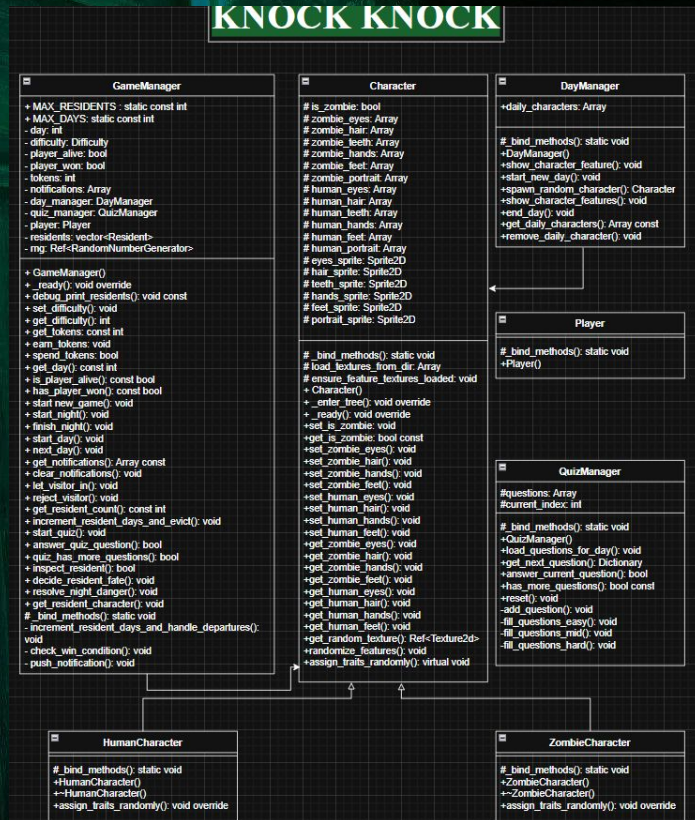 KNOCK KNOCK
GameManager
+ MAX_RESIDENTS : static const int
+ MAX_DAYS: static const int
- day: int
- difficulty: Difficulty
- player_alive: bool
- player_won: bool
- tokens: int
- notifications: Array
- day_manager: DayManager
- quiz_manager: QuizManager
- player: Player
- residents: vector<Resident>
- rng: Ref<RandomNumberGenerator>
+ GameManager()
+ _ready(): void override
+ debug_print_residents(): void const
+ set_difficulty(): void
+ get_difficulty(): int
+ get_tokens: const int
+ earn_tokens: void
+ spend_tokens: bool
+ get_day(): const int
+ is_player_alive(): const bool
+ has_player_won(): const bool
+ start new_game(): void
+ start_night(): void
+ finish_night(): void
+ start_day(): void
+ next_day(): void
+ get_notifications(): Array const
+ clear_notifications(): void
+ let_visitor_in(): void
+ reject_visitor(): void
+ get_resident_count(): const int
+ increment_resident_days_and_evict(): void
+ start_quiz(): void
+ answer_quiz_question(): bool
+ quiz_has_more_questions(): bool
+ inspect_resident(): bool
+ decide_resident_fate(): void
+ resolve_night_danger(): void
+ get_resident_character(): void
# _bind_methods(): static void
- increment_resident_days_and_handle_departures():
void
- check_win_condition(): void
- push_notification(): void
Character
# is_zombie: bool
# zombie_eyes: Array
# zombie_hair: Array
# zombie_teeth: Array
# zombie_hands: Array
# zombie_feet: Array
# zombie_portrait: Array
# human_eyes: Array
# human_hair: Array
# human_teeth: Array
# human_hands: Array
# human_feet: Array
# human_portrait: Array
# eyes_sprite: Sprite2D
# hair_sprite: Sprite2D
# teeth_sprite: Sprite2D
# hands_sprite: Sprite2D
# feet_sprite: Sprite2D
# portrait_sprite: Sprite2D
# _bind_methods(): static void
# load_textures_from_dir: Array
# ensure_feature_textures_loaded: void
+ Character()
+ _enter_tree(): void override
+ _ready(): void override
+set_is_zombie: void
+get_is_zombie: bool const
+set_zombie_eyes(): void
+set_zombie_hair(): void
+set_zombie_hands(): void
+set_zombie_feet(): void
+set_human_eyes(): void
+set_human_hair(): void
+set_human_hands(): void
+set_human_feet(): void
+get_zombie_eyes(): void
+get_zombie_hair(): void
+get_zombie_hands(): void
+get_zombie_feet(): void
+get_human_eyes(): void
+get_human_hair(): void
+get_human_hands(): void
+get_human_feet(): void
+get_random_texture(): Ref<Texture2d>
+randomize_features(): void
+assign_traits_randomly(): virtual void
DayManager
+daily_characters: Array
#_bind_methods(): static void
+DayManager()
+show_character_feature(): void
+start_new_day(): void
+spawn_random_character(): Character
+show_character_features(): void
+end_day(): void
+get_daily_characters(): Array const
+remove_daily_character(): void
Player
#_bind_methods(): static void
+Player()
QuizManager
#questions: Array
#current_index: int
#_bind_methods(): static void
+QuizManager()
+load_questions_for_day(): void
+get_next_question(): Dictionary
+answer_current_question(): bool
+has_more_questions(): bool const
+reset(): void
-add_question(): void
-fill_questions_easy(): void
-fill_questions_mid(): void
-fill_questions_hard(): void
HumanCharacter
#_bind_methods(): static void
+HumanCharacter()
+~HumanCharacter()
+assign_traits_randomly(): void override
ZombieCharacter
#_bind_methods(): static void
+ZombieCharacter()
+~ZombieCharacter()
+assign_traits_randomly(): void override